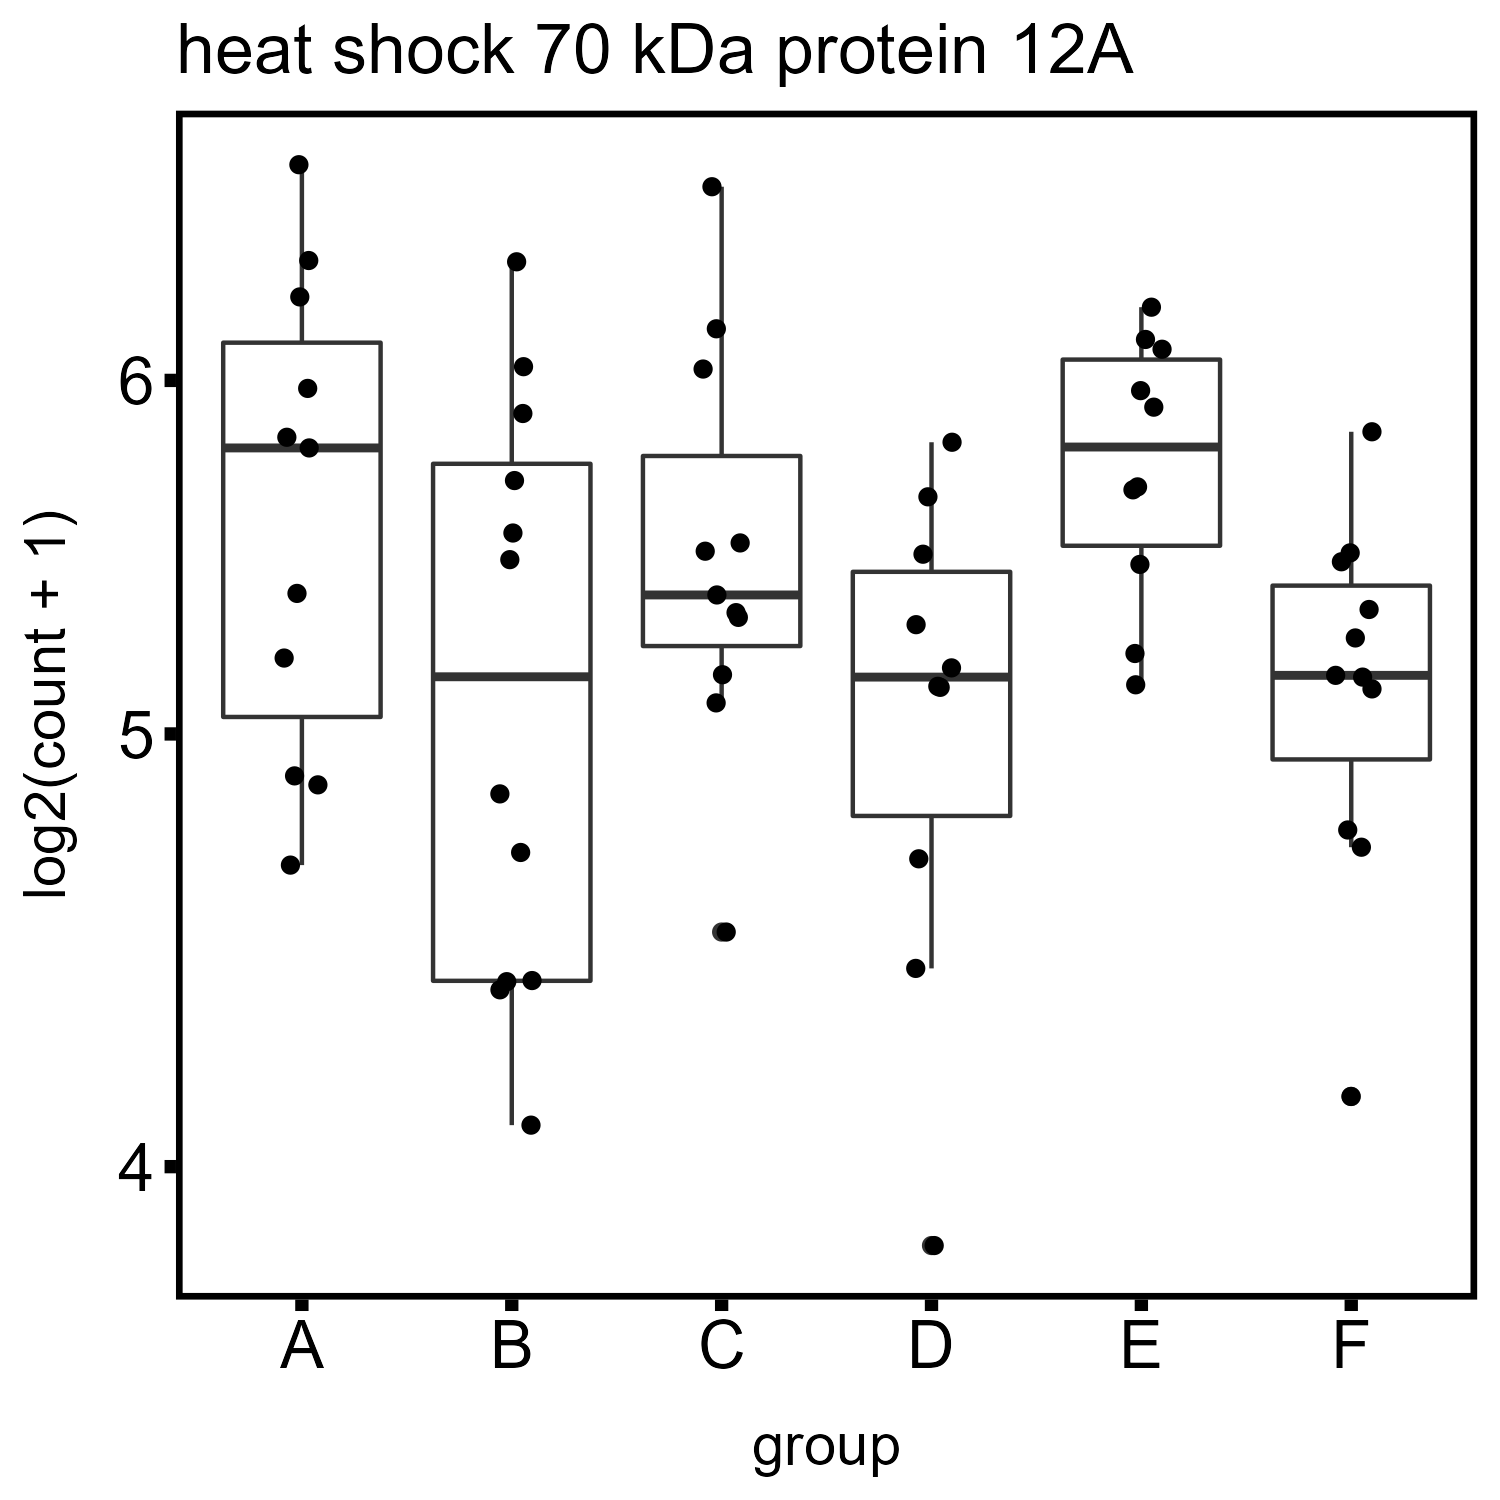 heat shock 70 kDa protein 12A
log2(count + 1)
6
5
4
A B C D E F
group